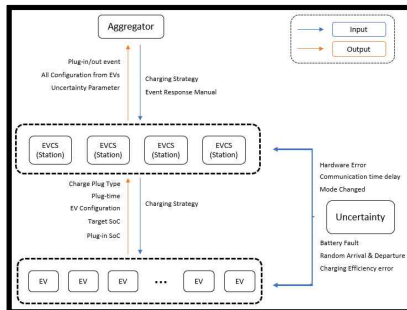 Aggregator
Input
Output
Plug-in/out event
All Configuration from EVs
Uncertainty Parameter
Charging Strategy
Event Response Manual
EVCS
(Station)
EVCS
(Station)
EVCS
(Station)
EVCS
(Station)
Charge Plug Type
Plug-time
EV Configuration
Target SoC
Plug-in SoC
Charging Strategy
Hardware Error
Communication time delay
Mode Changed
Uncertainty
Battery Fault
Random Arrival & Departure
Charging Efficiency error
EV
EV
EV
...
EV
EV